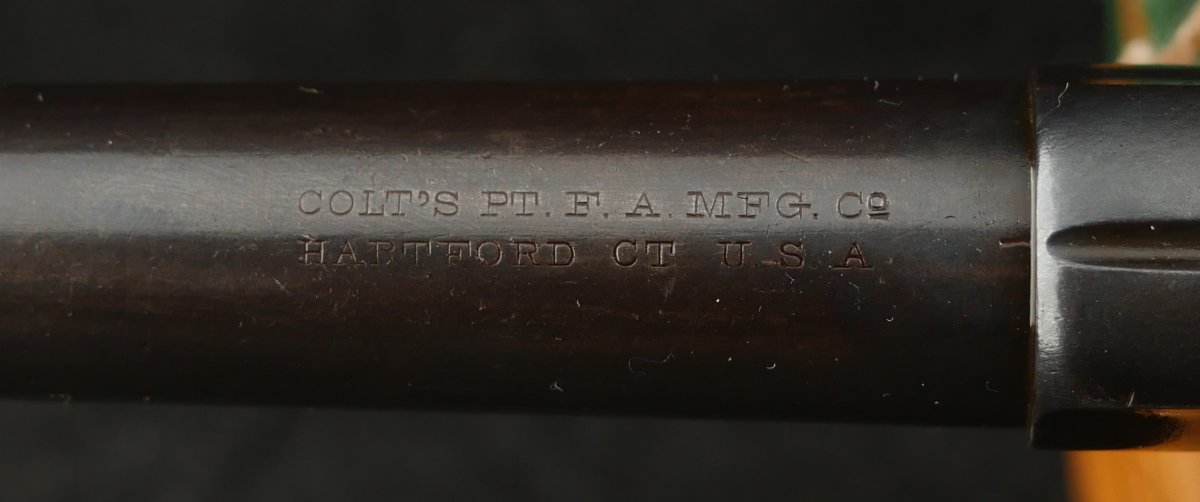 COLT'S PT. F. A. MFG. Cº
HARTFORD CT U.S.A